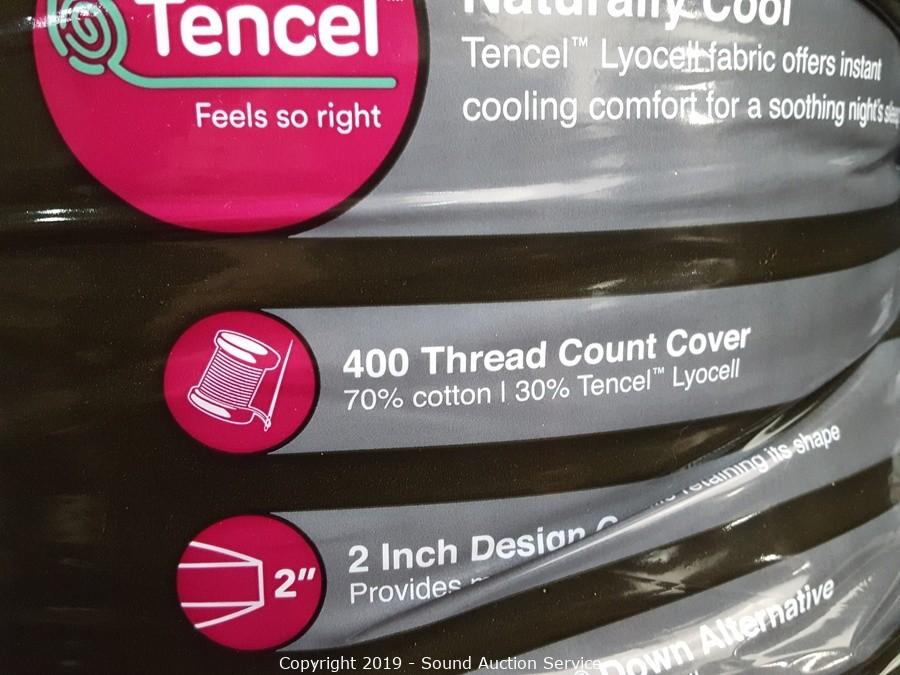 Tencel™
Feels so right
Naturally Cool
Tencel™ Lyocell fabric offers instant
cooling comfort for a soothing night's sleep
400 Thread Count Cover
70% cotton | 30% Tencel™ Lyocell
2"
2 Inch Design
Provides retaining its shape
Down Alternative
Copyright 2019 - Sound Auction Service